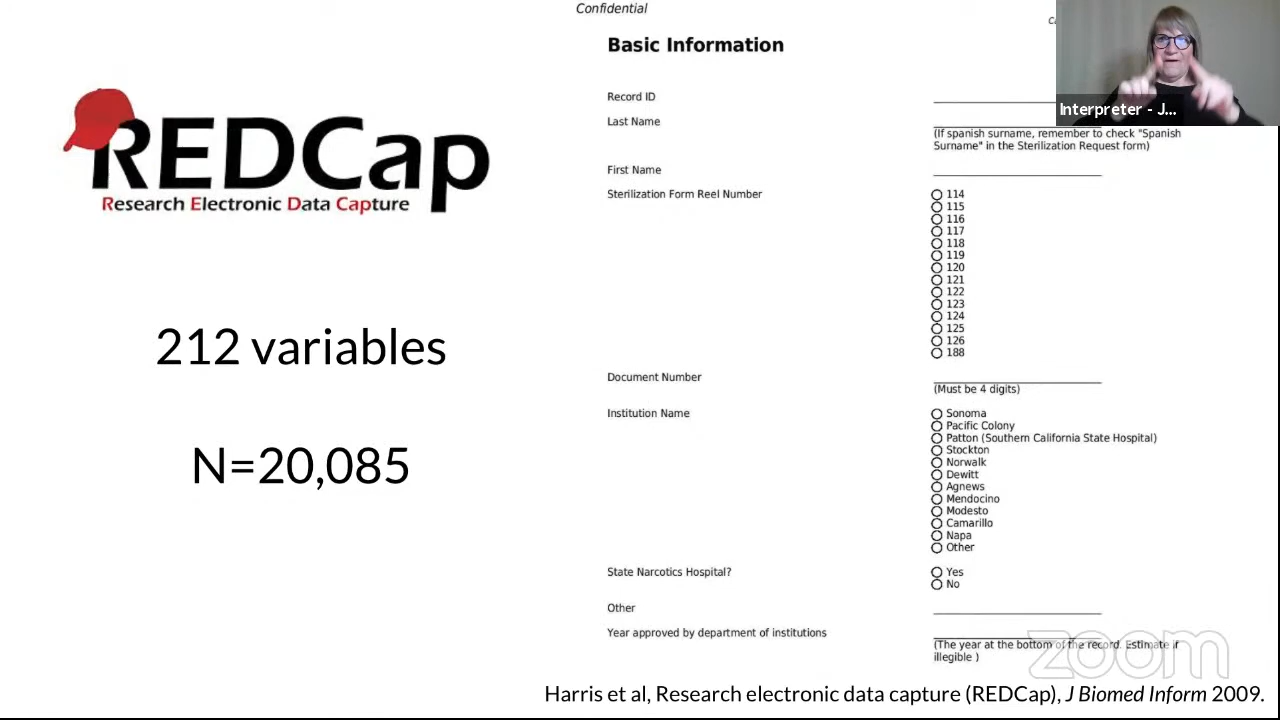 Confidential
Basic Information
Interpreter - J...
REDCap
Research Electronic Data Capture
212 variables
N=20,085
Record ID
Last Name
(If spanish surname, remember to check "Spanish
Surname" in the Sterilization Request form)
First Name
Sterilization Form Reel Number
114
115
116
117
118
119
120
121
122
123
124
125
126
188
Document Number
(Must be 4 digits)
Institution Name
Sonoma
Pacific Colony
Patton (Southern California State Hospital)
Stockton
Norwalk
Dewitt
Agnews
Mendocino
Modesto
Camarillo
Napa
Other
State Narcotics Hospital?
Yes
No
Other
Year approved by department of institutions
(The year at the bottom of the record. Estimate if
illegible )
zoom
Harris et al, Research electronic data capture (REDCap), J Biomed Inform 2009.